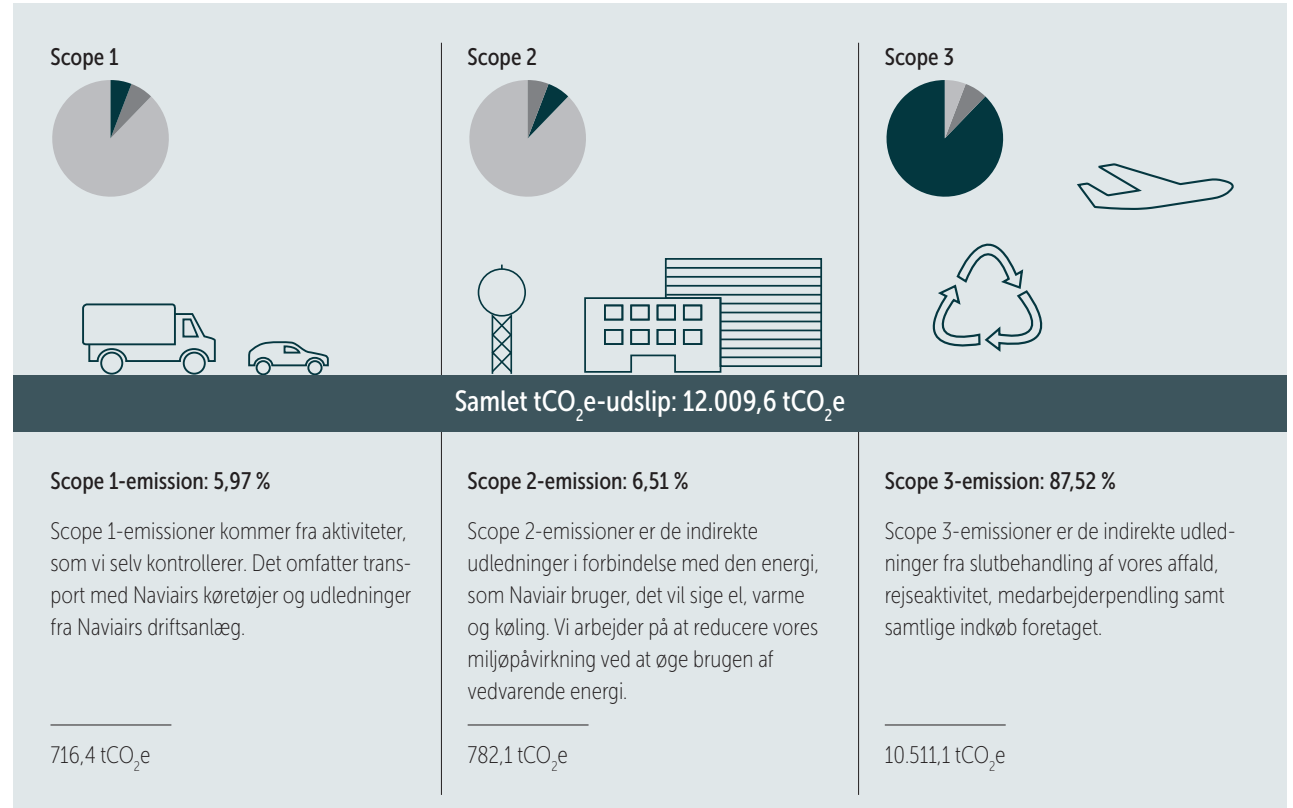 Scope 1
Scope 2
Scope 3
Samlet tCO₂e-udslip: 12.009,6 tCO₂e
Scope 1-emission: 5,97 %
Scope 1-emissioner kommer fra aktiviteter,
som vi selv kontrollerer. Det omfatter trans-
port med Naviairs køretøjer og udledninger
fra Naviairs driftsanlæg.
716,4 tCO₂e
Scope 2-emission: 6,51 %
Scope 2-emissioner er de indirekte
udledninger i forbindelse med den energi,
som Naviair bruger, det vil sige el, varme
og køling. Vi arbejder på at reducere vores
miljøpåvirkning ved at øge brugen af
vedvarende energi.
782,1 tCO₂e
Scope 3-emission: 87,52 %
Scope 3-emissioner er de indirekte udled-
ninger fra slutbehandling af vores affald,
rejseaktivitet, medarbejderpendling samt
samtlige indkøb foretaget.
10.511,1 tCO₂e